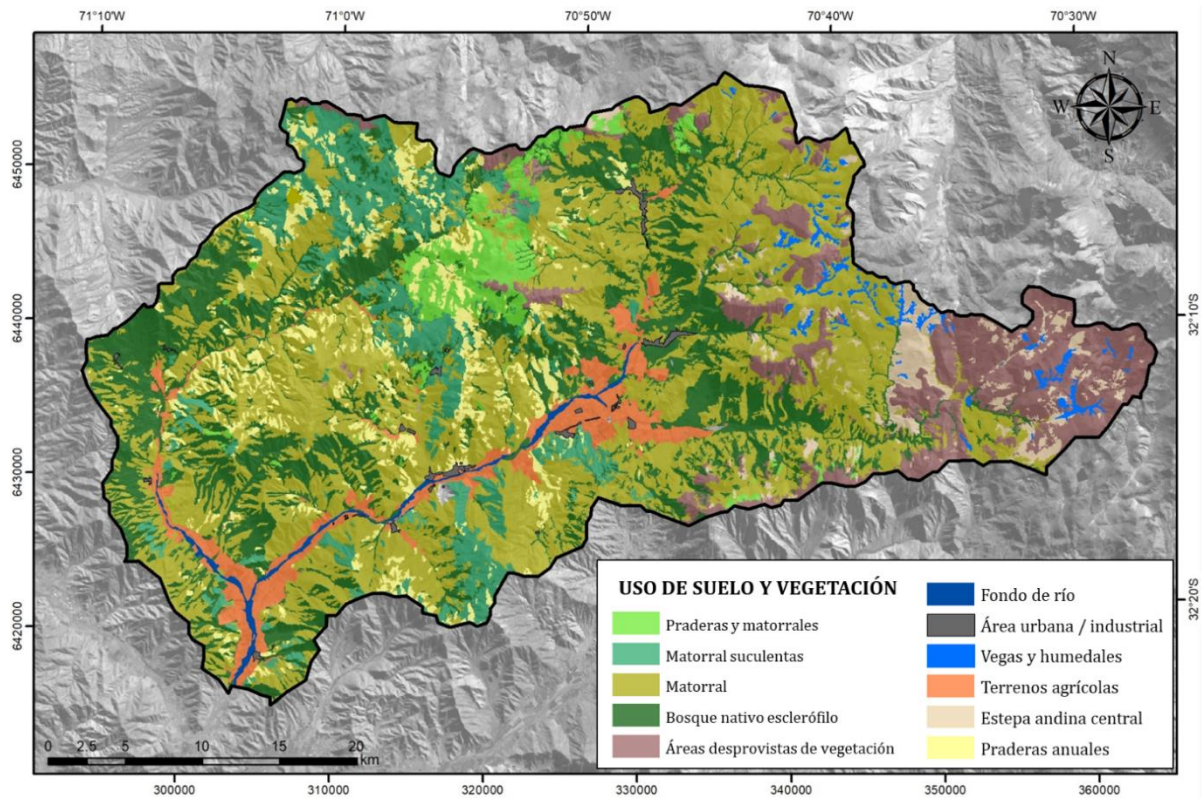 71°10'W 71°0'W 70°50'W 70°40'W 70°30'W
N
W E
S
6450000
6440000
6430000
6420000
32°10'S
32°20'S
USO DE SUELO Y VEGETACIÓN
Praderas y matorrales
Matorral suculentas
Matorral
Bosque nativo esclerófilo
Áreas desprovistas de vegetación
Fondo de río
Área urbana / industrial
Vegas y humedales
Terrenos agrícolas
Estepa andina central
Praderas anuales
0 2.5 5 10 15 20
km
300000 310000 320000 330000 340000 350000 360000